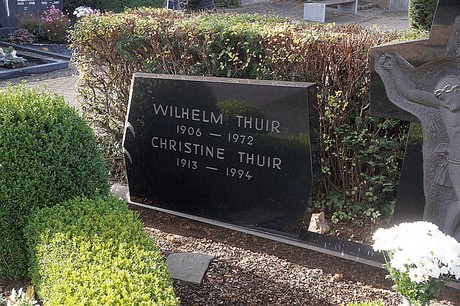 WILHELM THUIR
1906 — 1972
CHRISTINE THUIR
1913 — 1994